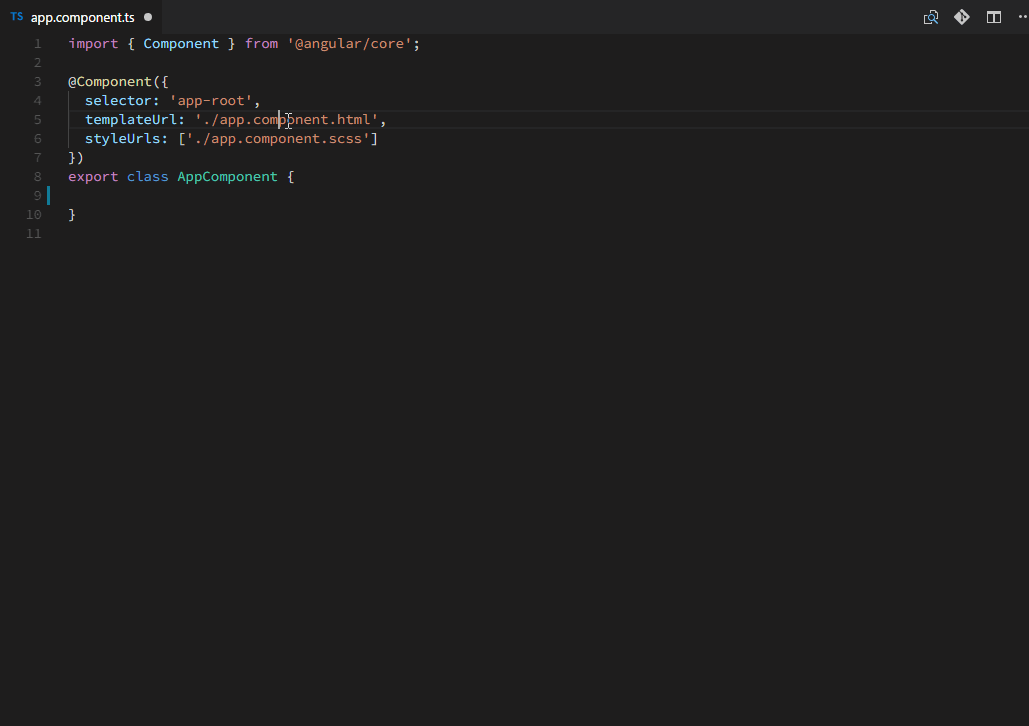 TS app.component.ts
1 import { Component } from '@angular/core';
2
3 @Component({
4   selector: 'app-root',
5   templateUrl: './app.component.html',
6   styleUrls: ['./app.component.scss']
7 })
8 export class AppComponent {
9
10 }
11